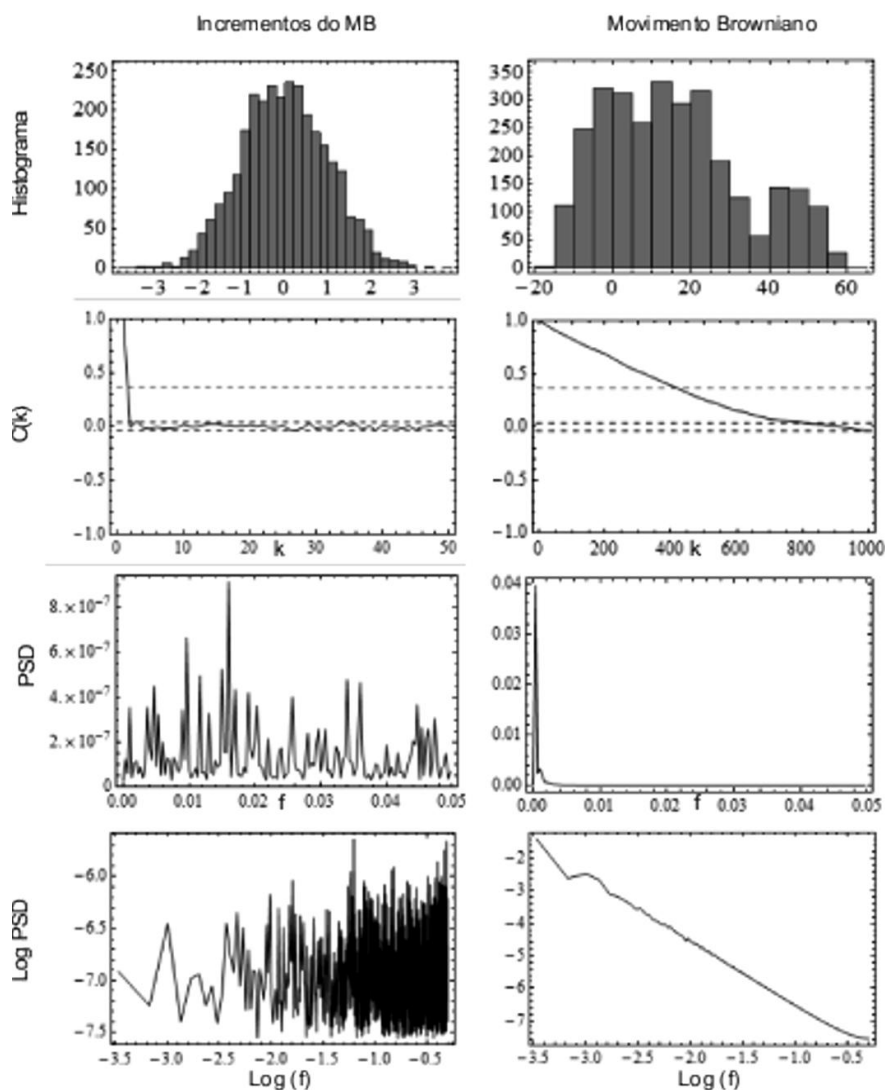 Incrementos do MB
Movimento Browniano
Histograma
250
200
150
100
50
0
−3 −2 −1 0 1 2 3
350
300
250
200
150
100
50
0
−20 0 20 40 60
C(k)
1.0
0.5
0.0
−0.5
−1.0
0 10 20 30 40 50
k
1.0
0.5
0.0
−0.5
−1.0
0 200 400 600 800 1000
k
PSD
8.×10⁻⁷
6.×10⁻⁷
4.×10⁻⁷
2.×10⁻⁷
0
0.00 0.01 0.02 0.03 0.04 0.05
f
0.04
0.03
0.02
0.01
0.00
0.00 0.01 0.02 0.03 0.04 0.05
f
Log PSD
−6.0
−6.5
−7.0
−7.5
−3.5 −3.0 −2.5 −2.0 −1.5 −1.0 −0.5
Log (f)
−2
−3
−4
−5
−6
−7
−3.5 −3.0 −2.5 −2.0 −1.5 −1.0 −0.5
Log (f)